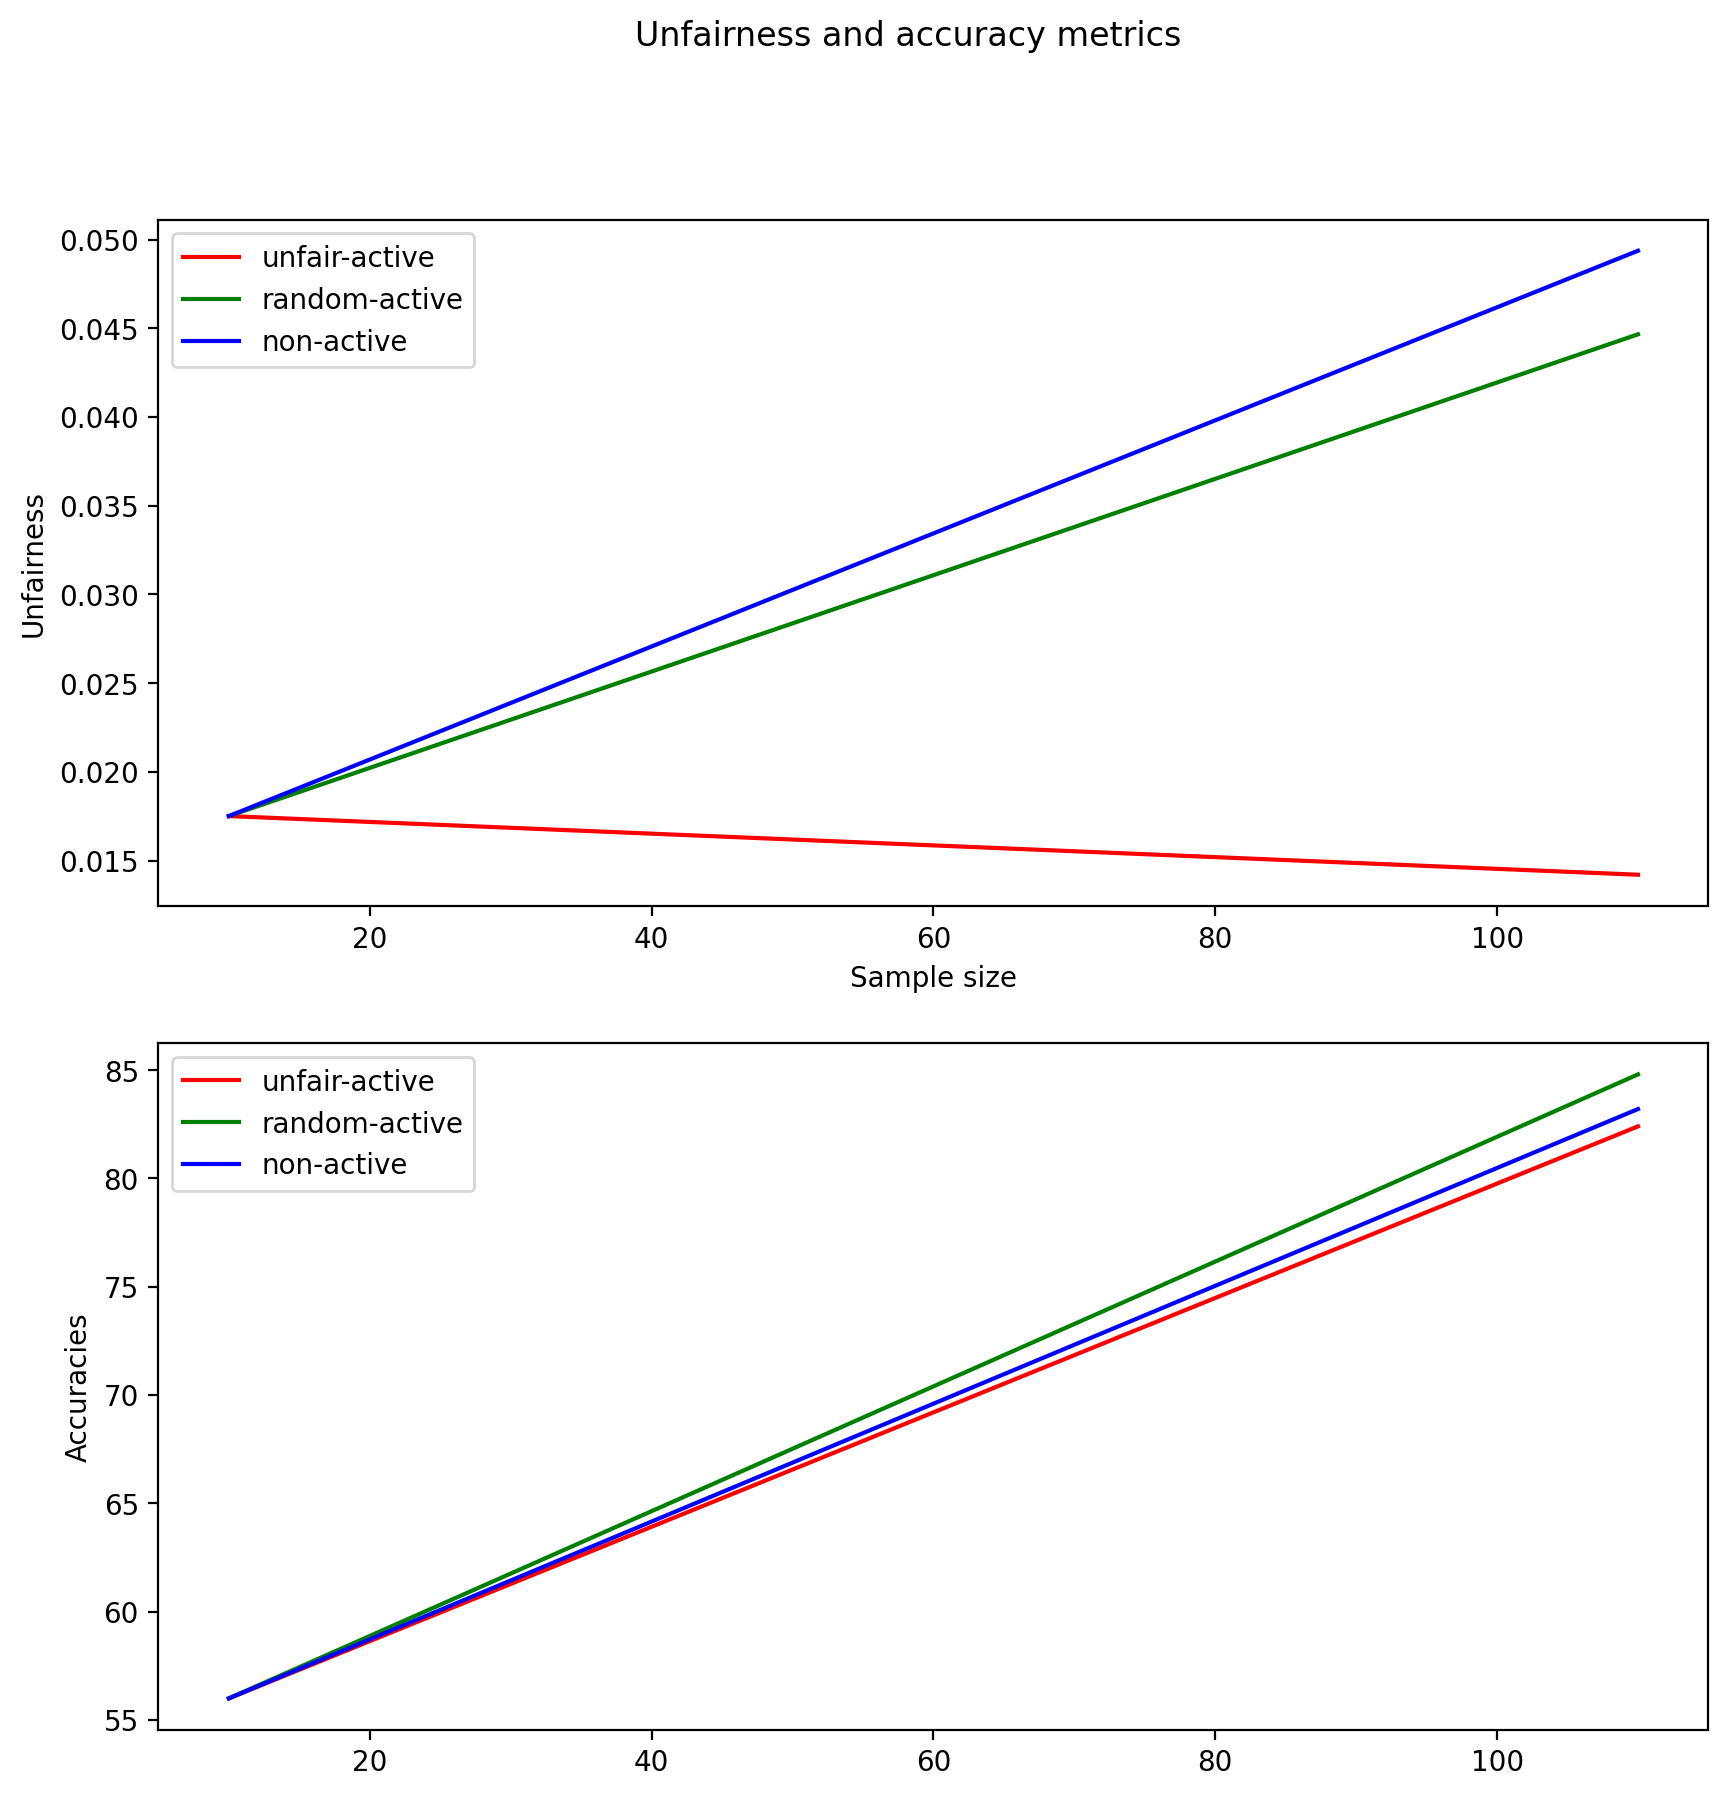 Unfairness and accuracy metrics
unfair-active
random-active
non-active
0.050
0.045
0.040
0.035
0.030
0.025
0.020
0.015
Unfairness
20 40 60 80 100
Sample size
unfair-active
random-active
non-active
85
80
75
70
65
60
55
Accuracies
20 40 60 80 100